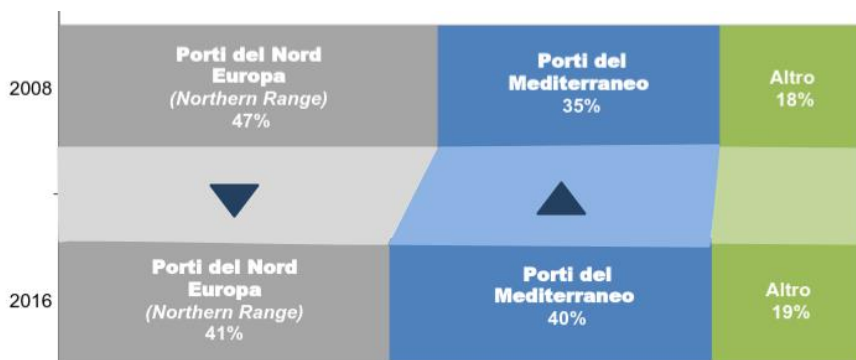 2008
Porti del Nord
Europa
(Northern Range)
47%
Porti del
Mediterraneo
35%
Altro
18%
2016
Porti del Nord
Europa
(Northern Range)
41%
Porti del
Mediterraneo
40%
Altro
19%